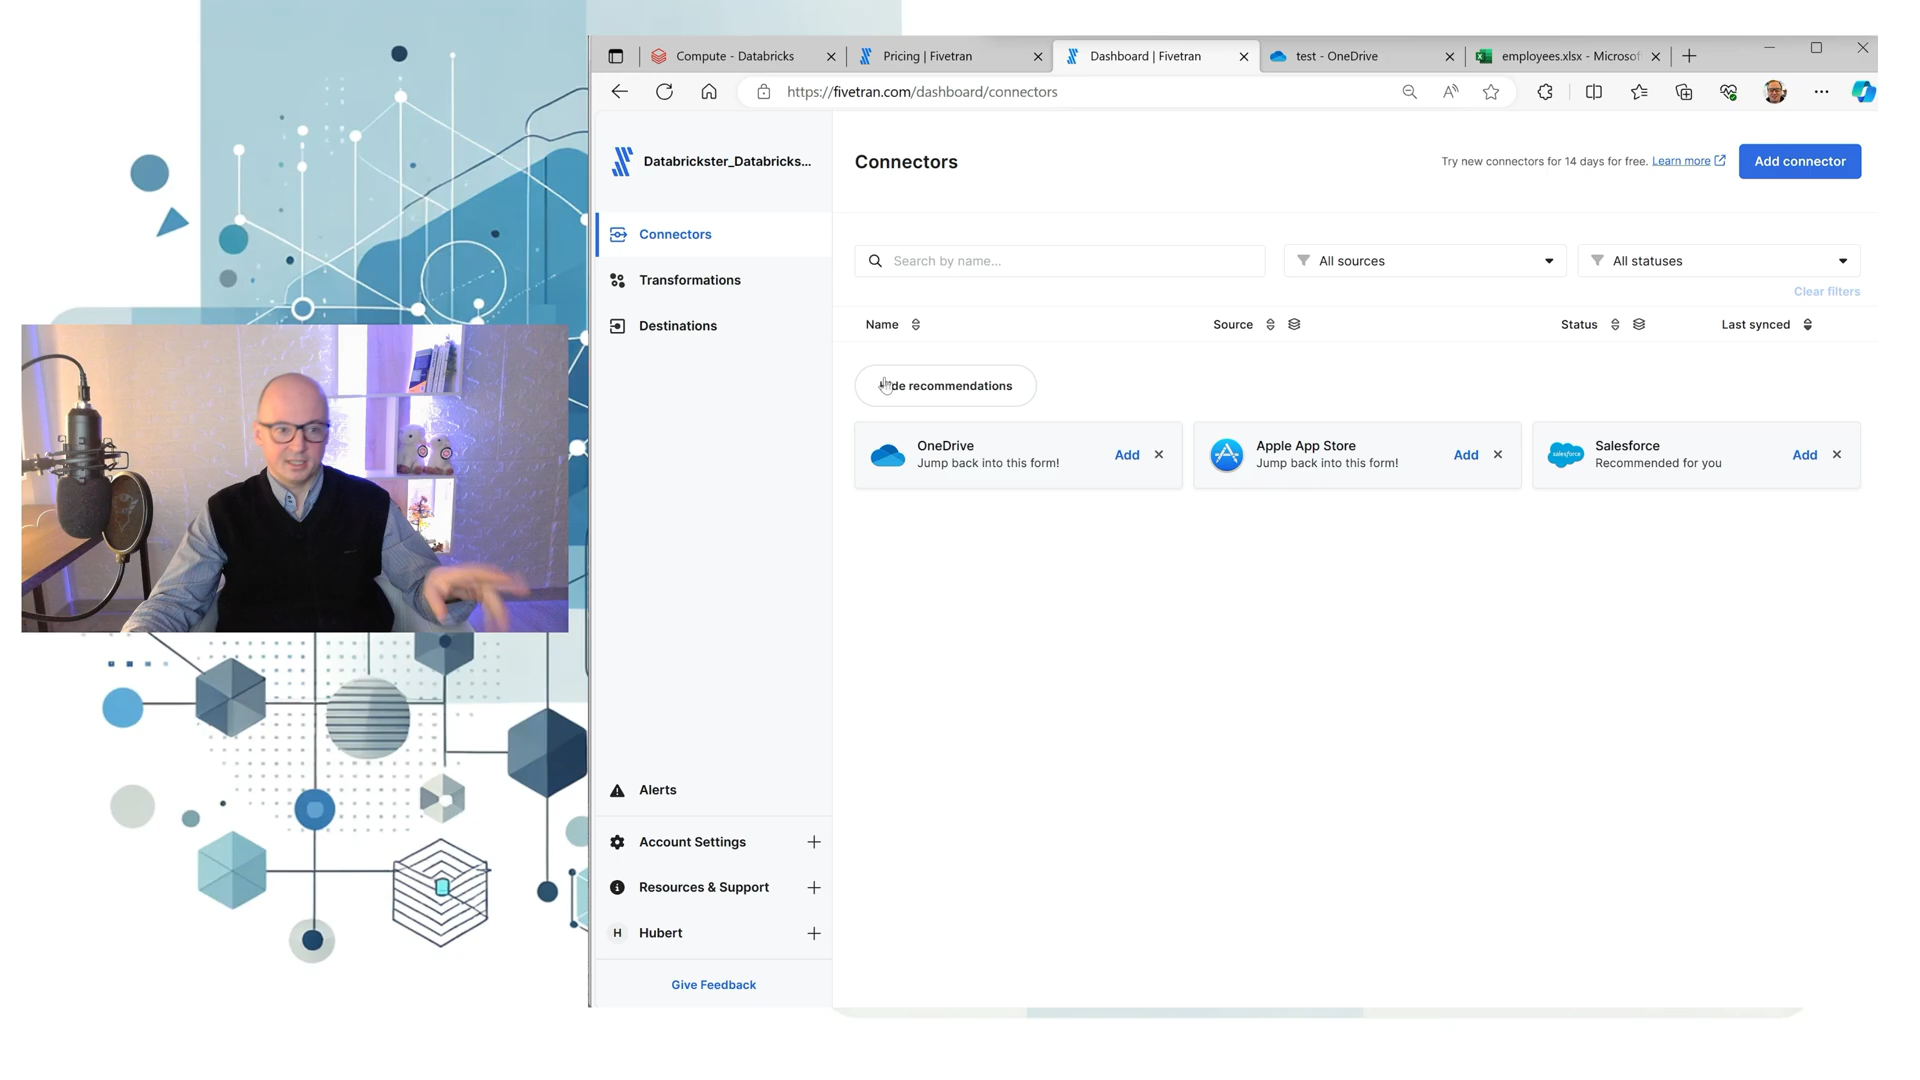 Compute - Databricks
Pricing | Fivetran
Dashboard | Fivetran
test - OneDrive
employees.xlsx - Microsof
https://fivetran.com/dashboard/connectors
Databrickster_Databricks...
Connectors
Transformations
Destinations
Alerts
Account Settings
Resources & Support
H Hubert
Give Feedback
Connectors
Try new connectors for 14 days for free. Learn more
Add connector
Search by name...
All sources
All statuses
Clear filters
Name
Source
Status
Last synced
de recommendations
OneDrive
Jump back into this form!
Add
Apple App Store
Jump back into this form!
Add
salesforce
Salesforce
Recommended for you
Add